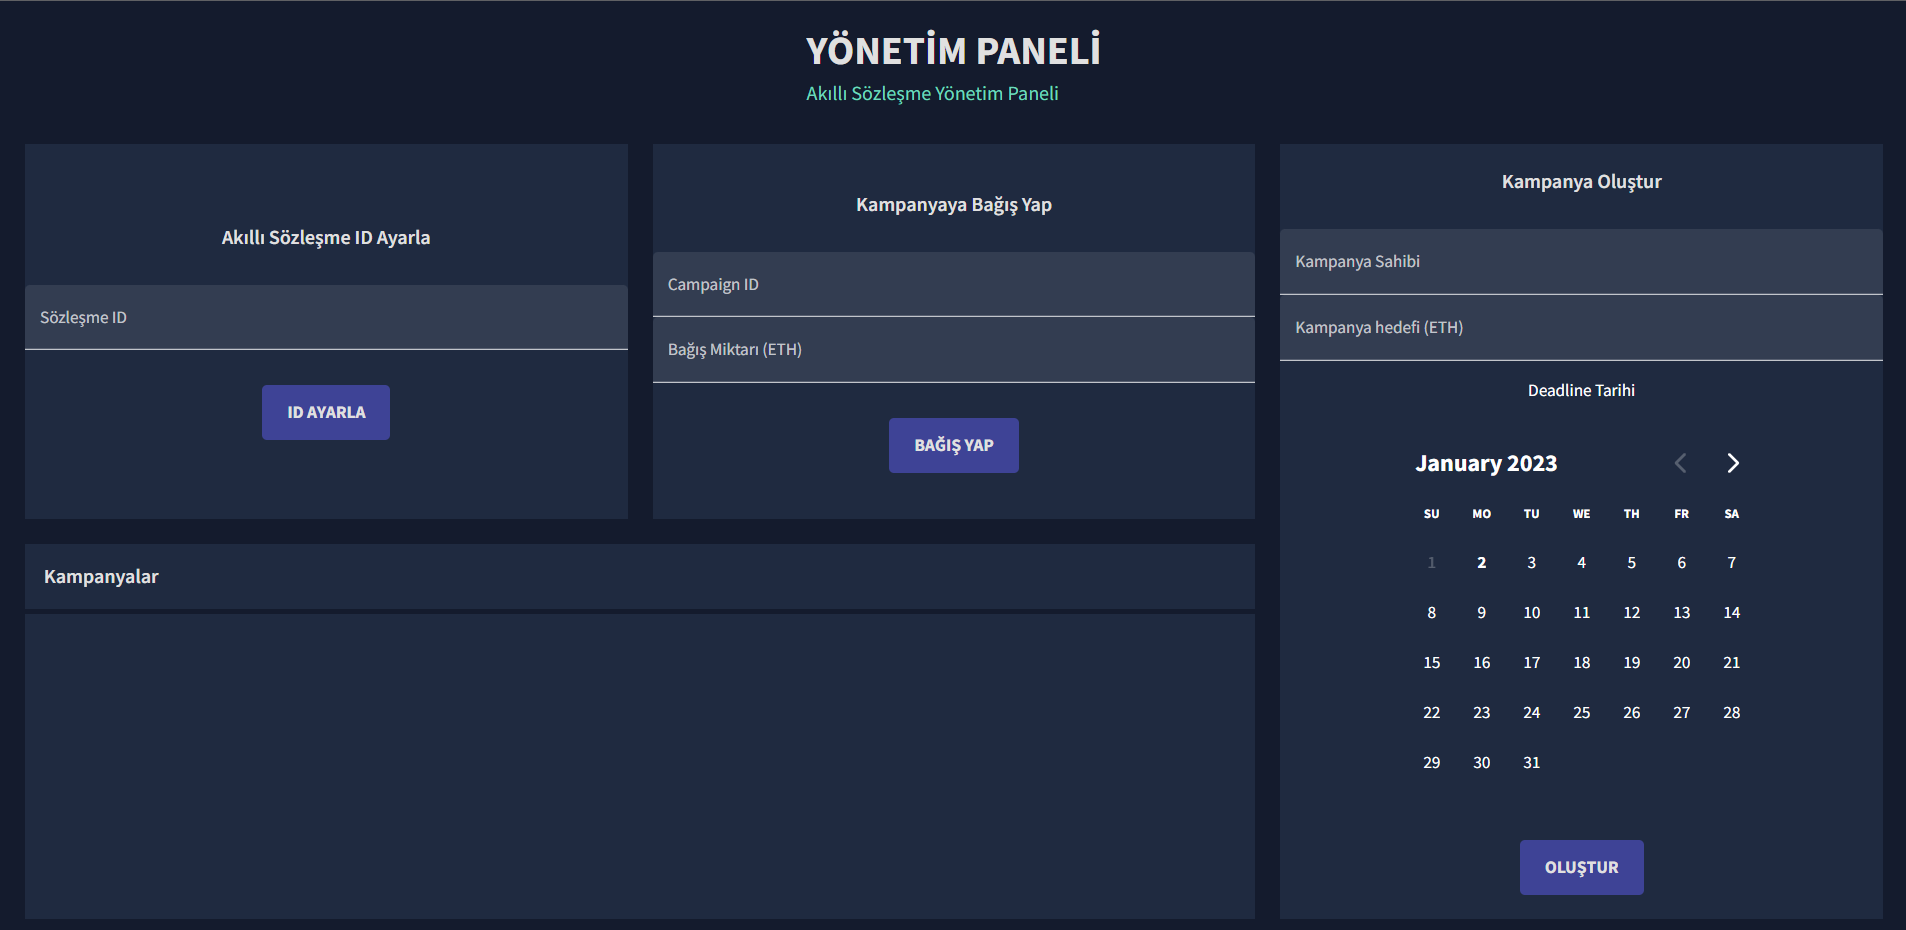 YÖNETİM PANELİ
Akıllı Sözleşme Yönetim Paneli
Akıllı Sözleşme ID Ayarla
Sözleşme ID
ID AYARLA
Kampanyaya Bağış Yap
Campaign ID
Bağış Miktarı (ETH)
BAĞIŞ YAP
Kampanyalar
Kampanya Oluştur
Kampanya Sahibi
Kampanya hedefi (ETH)
Deadline Tarihi
January 2023
SU MO TU WE TH FR SA
1 2 3 4 5 6 7
8 9 10 11 12 13 14
15 16 17 18 19 20 21
22 23 24 25 26 27 28
29 30 31
OLUŞTUR